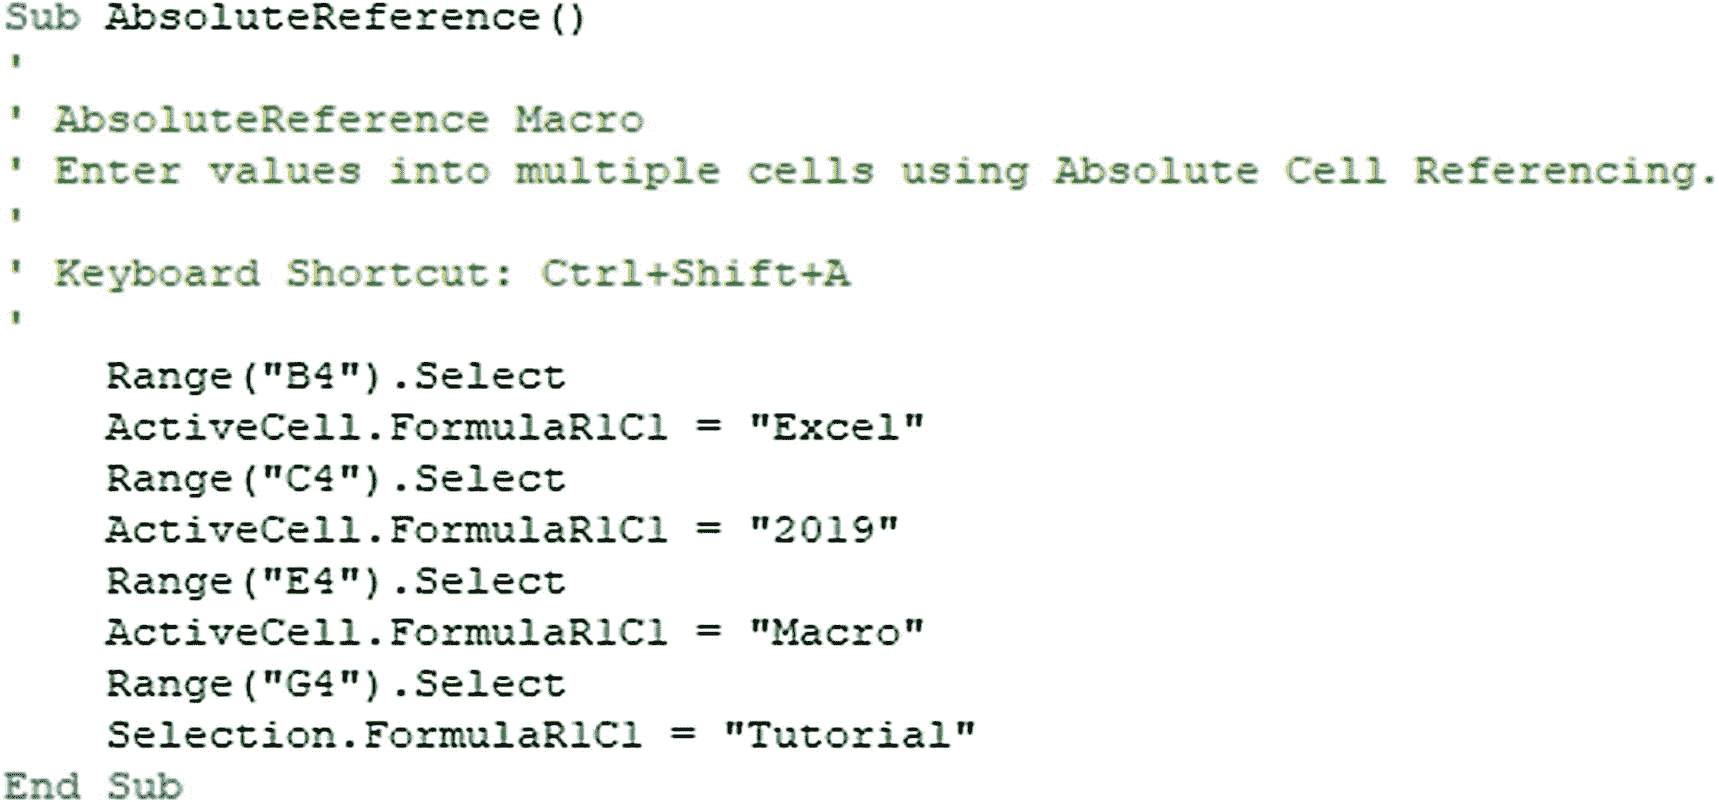 Sub AbsoluteReference()
'
' AbsoluteReference Macro
' Enter values into multiple cells using Absolute Cell Referencing.
'
' Keyboard Shortcut: Ctrl+Shift+A
'
    Range("B4").Select
    ActiveCell.FormulaR1C1 = "Excel"
    Range("C4").Select
    ActiveCell.FormulaR1C1 = "2019"
    Range("E4").Select
    ActiveCell.FormulaR1C1 = "Macro"
    Range("G4").Select
    Selection.FormulaR1C1 = "Tutorial"
End Sub